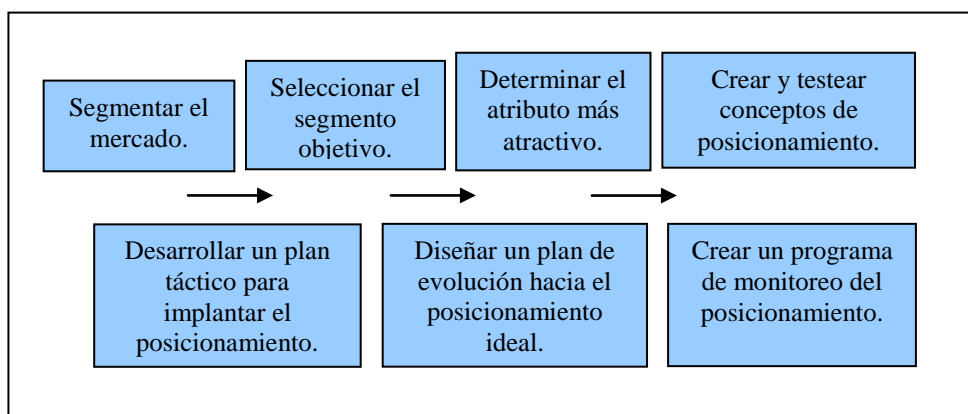 Segmentar el
mercado.
Seleccionar el
segmento
objetivo.
Determinar el
atributo más
atractivo.
Crear y testear
conceptos de
posicionamiento.
Desarrollar un plan
táctico para
implantar el
posicionamiento.
Diseñar un plan de
evolución hacia el
posicionamiento
ideal.
Crear un programa
de monitoreo del
posicionamiento.